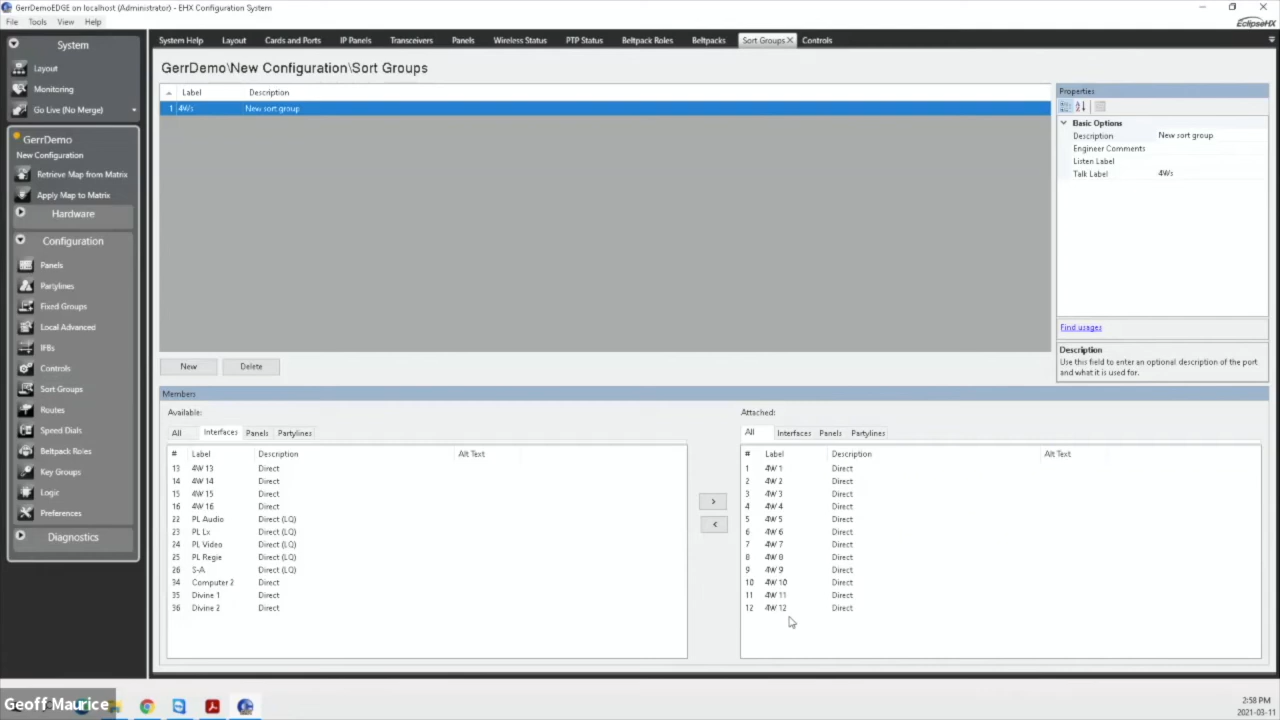 GerrDemoEDGE on localhost (Administrator) - EHX Configuration System
File Tools View Help
EclipseHX
System
Layout
Monitoring
Go Live (No Merge)
GerrDemo
New Configuration
Retrieve Map from Matrix
Apply Map to Matrix
Hardware
Configuration
Panels
Partylines
Fixed Groups
Local Advanced
IFBs
Controls
Sort Groups
Routes
Speed Dials
Beltpack Roles
Key Groups
Logic
Preferences
Diagnostics
System Help Layout Cards and Ports IP Panels Transceivers Panels Wireless Status PTP Status Beltpack Roles Beltpacks Sort Groups X Controls
GerrDemo\New Configuration\Sort Groups
Label Description
1 4Ws New sort group
New Delete
Properties
Basic Options
Description New sort group
Engineer Comments
Listen Label
Talk Label 4Ws
Find usages
Description
Use this field to enter an optional description of the port
and what it is used for.
Members
Available:
All Interfaces Panels Partylines
# Label Description Alt Text
13 4W 13 Direct
14 4W 14 Direct
15 4W 15 Direct
16 4W 16 Direct
22 PL Audio Direct (LQ)
23 PL Lx Direct (LQ)
24 PL Video Direct (LQ)
25 PL Regie Direct (LQ)
26 S-A Direct (LQ)
34 Computer 2 Direct
35 Divine 1 Direct
36 Divine 2 Direct
>
<
Attached:
All Interfaces Panels Partylines
# Label Description Alt Text
1 4W 1 Direct
2 4W 2 Direct
3 4W 3 Direct
4 4W 4 Direct
5 4W 5 Direct
6 4W 6 Direct
7 4W 7 Direct
8 4W 8 Direct
9 4W 9 Direct
10 4W 10 Direct
11 4W 11 Direct
12 4W 12 Direct
Geoff Maurice
2:58 PM
2021-03-11